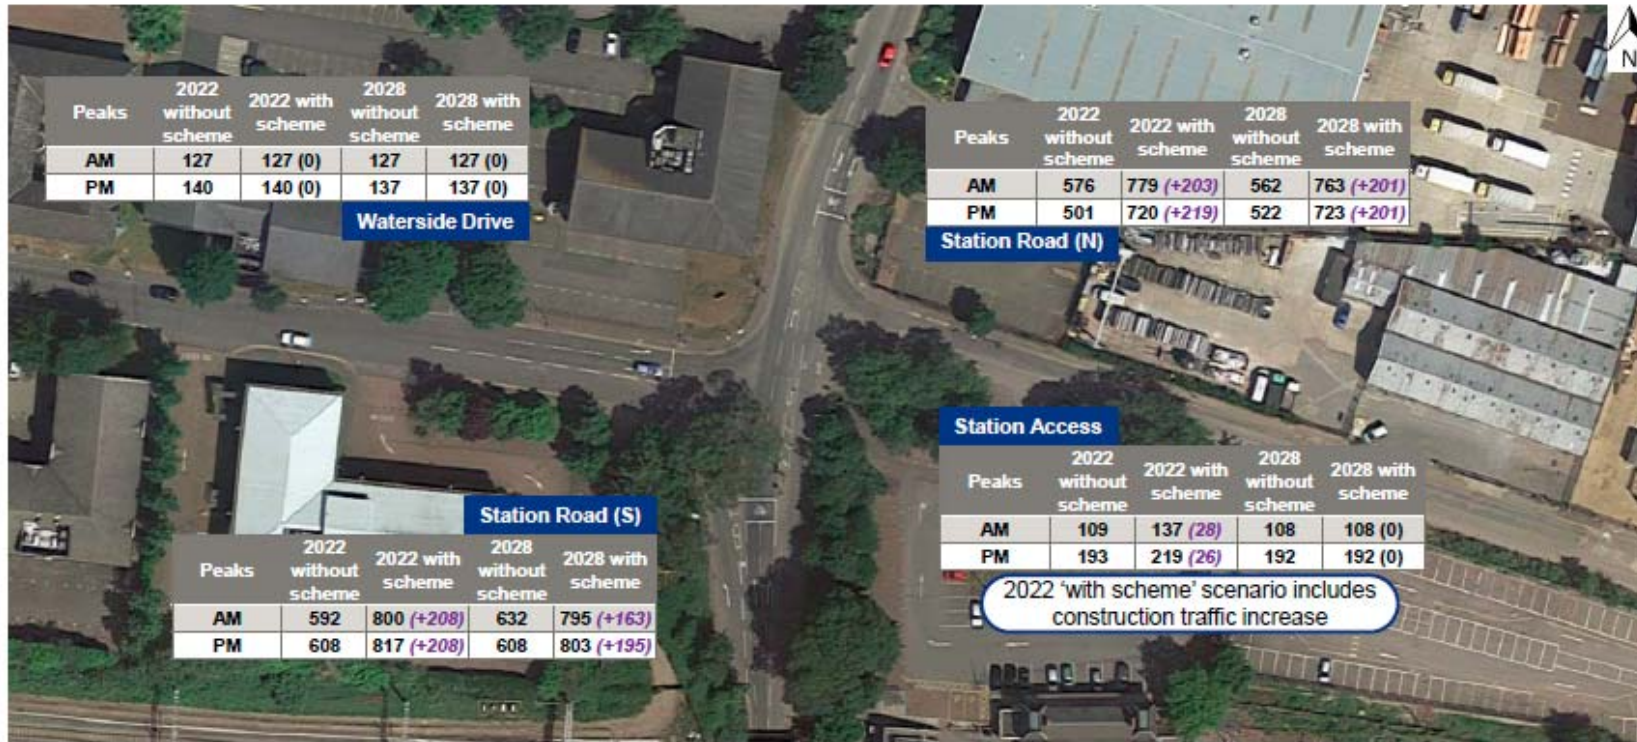 N
Peaks 2022 without scheme 2022 with scheme 2028 without scheme 2028 with scheme
AM 127 127 (0) 127 127 (0)
PM 140 140 (0) 137 137 (0)
Waterside Drive
Peaks 2022 without scheme 2022 with scheme 2028 without scheme 2028 with scheme
AM 576 779 (+203) 562 763 (+201)
PM 501 720 (+219) 522 723 (+201)
Station Road (N)
Station Access
Peaks 2022 without scheme 2022 with scheme 2028 without scheme 2028 with scheme
AM 109 137 (28) 108 108 (0)
PM 193 219 (26) 192 192 (0)
2022 ‘with scheme’ scenario includes
construction traffic increase
Station Road (S)
Peaks 2022 without scheme 2022 with scheme 2028 without scheme 2028 with scheme
AM 592 800 (+208) 632 795 (+163)
PM 608 817 (+208) 608 803 (+195)